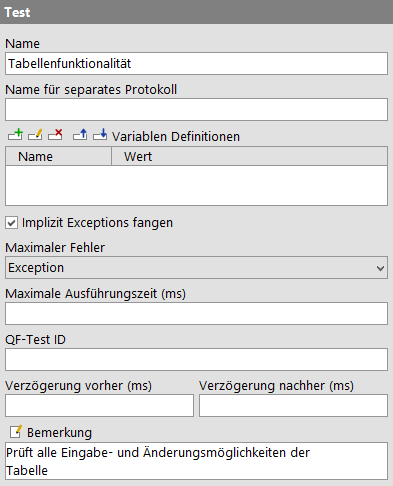 Test
Name
Tabellenfunktionalität
Name für separates Protokoll
Variablen Definitionen
Name Wert
Implizit Exceptions fangen
Maximaler Fehler
Exception
Maximale Ausführungszeit (ms)
QF-Test ID
Verzögerung vorher (ms) Verzögerung nachher (ms)
Bemerkung
Prüft alle Eingabe- und Änderungsmöglichkeiten der
Tabelle